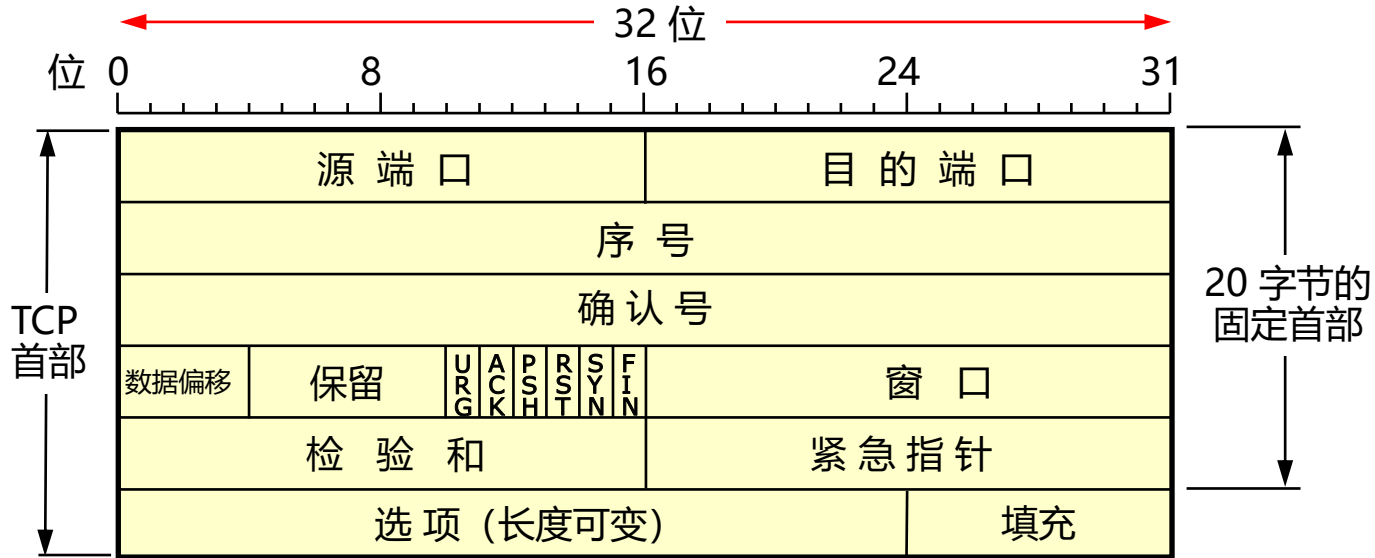 32 位
位 0 8 16 24 31
源端口 目的端口
序号
确认号
TCP
首部
20 字节的
固定首部
数据偏移 保留 URG ACK PSH RST SYN FIN 窗口
检验和 紧急指针
选项 (长度可变) 填充